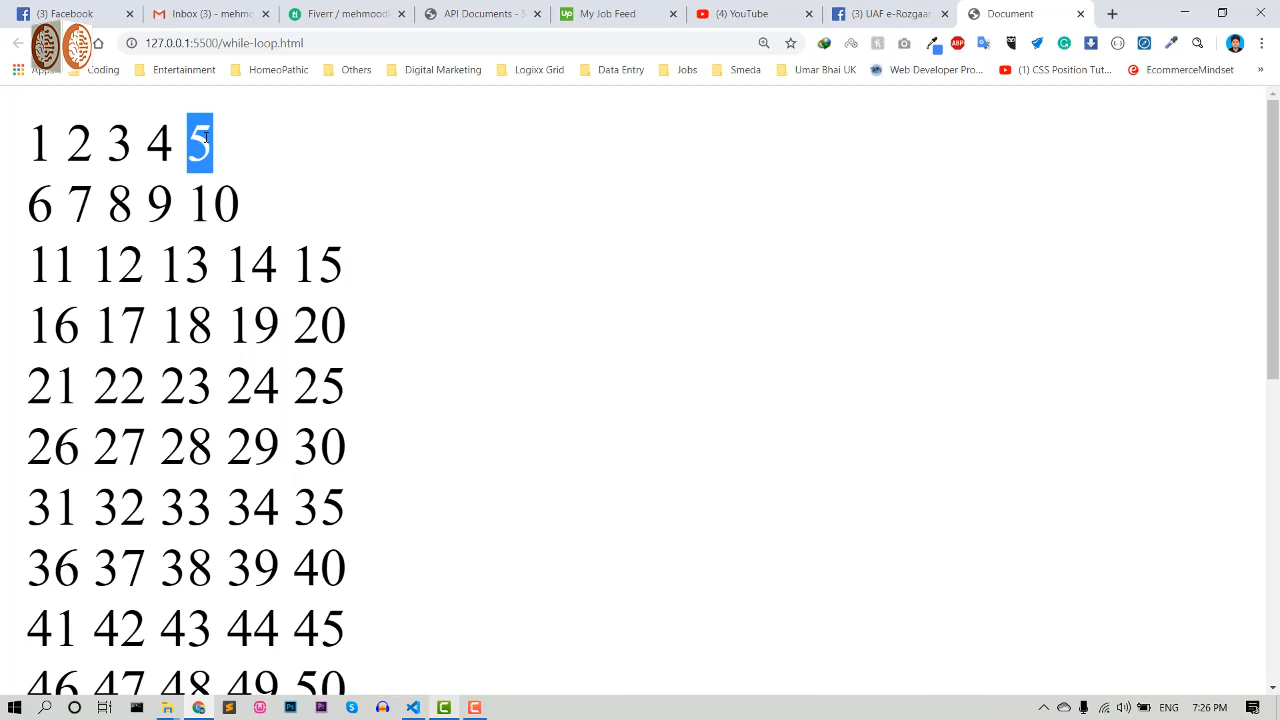 (3) Facebook
Inbox (3) - mehmo
Fiverr / mehmood
(4) You
My Job Feed
(3) UAF e-rozgaar
Document
127.0.0.1:5500/while-loop.html
Coding
Entertainment
HomeoPathic
Others
Digital Marketing
Logixx Grid
Data Entry
Jobs
Smeda
Umar Bhai UK
Web Developer Pro...
(1) CSS Position Tut...
EcommerceMindset
»
1 2 3 4 5
6 7 8 9 10
11 12 13 14 15
16 17 18 19 20
21 22 23 24 25
26 27 28 29 30
31 32 33 34 35
36 37 38 39 40
41 42 43 44 45
46 47 48 49 50
ENG 7:26 PM